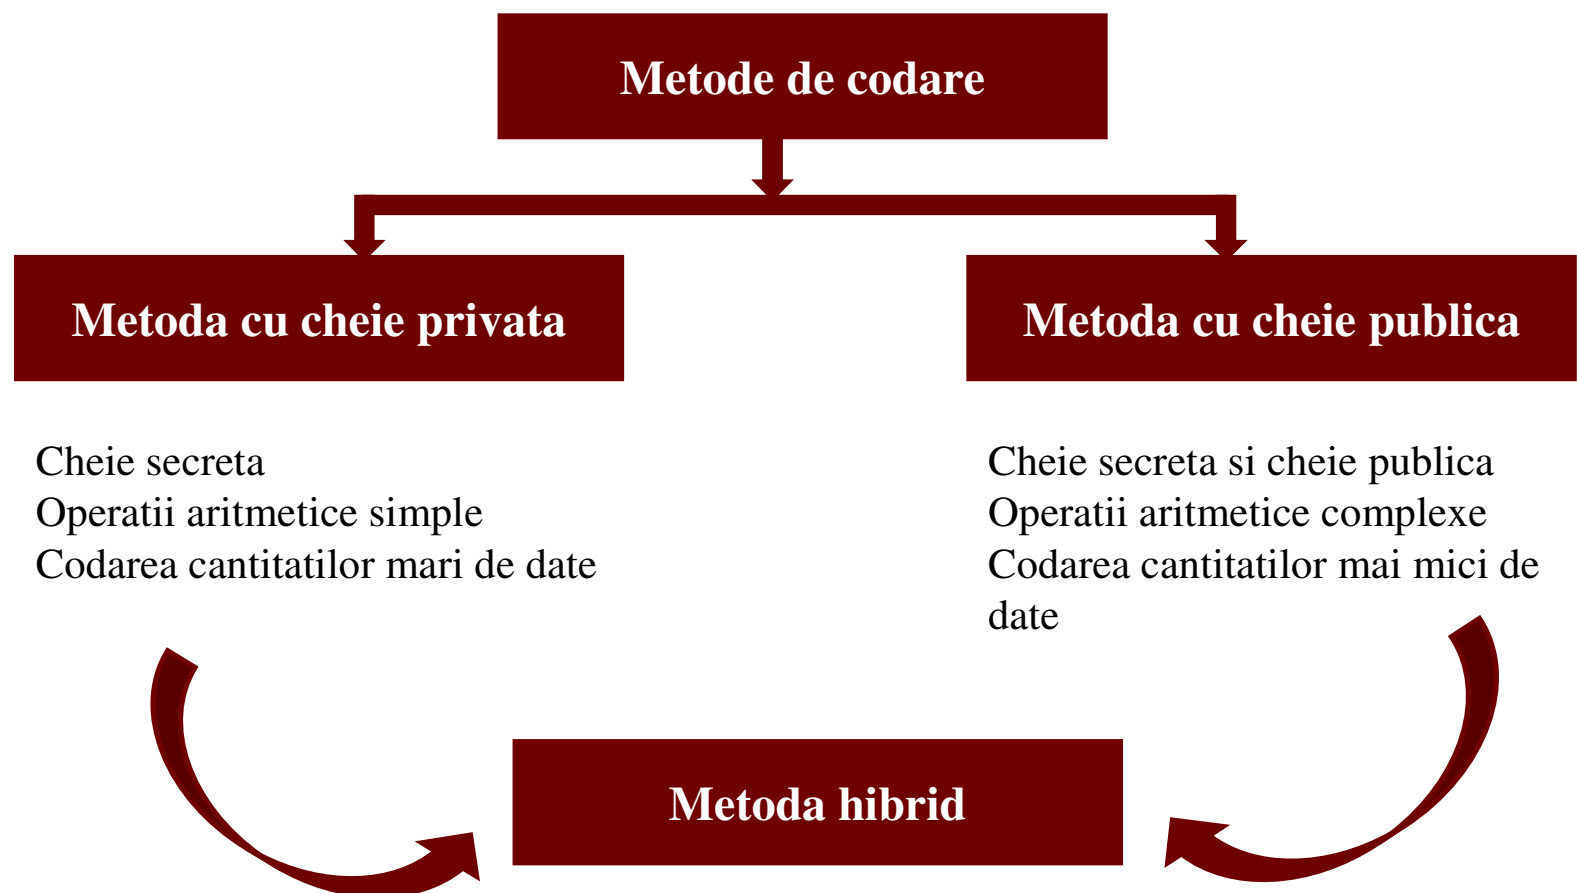 Metode de codare
Metoda cu cheie privata
Metoda cu cheie publica
Cheie secreta
Operatii aritmetice simple
Codarea cantitatilor mari de date
Cheie secreta si cheie publica
Operatii aritmetice complexe
Codarea cantitatilor mai mici de
date
Metoda hibrid